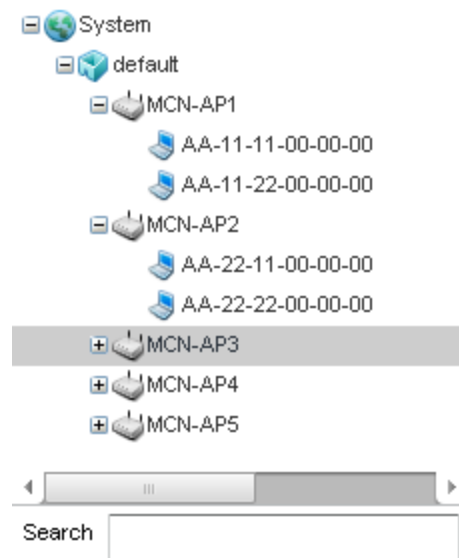 System
default
MCN-AP1
AA-11-11-00-00-00
AA-11-22-00-00-00
MCN-AP2
AA-22-11-00-00-00
AA-22-22-00-00-00
MCN-AP3
MCN-AP4
MCN-AP5
Search